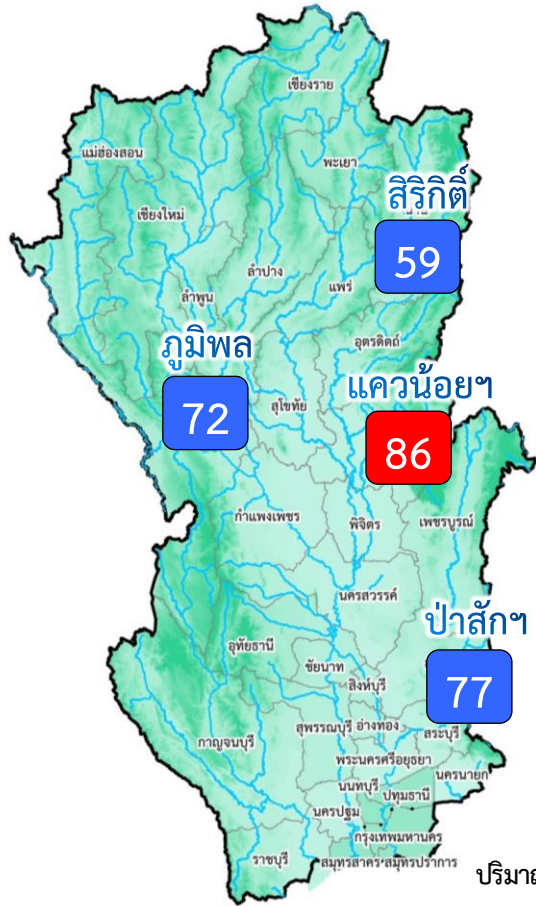 เชียงราย
แม่ฮ่องสอน
พะเยา
สิริกิติ์
เชียงใหม่
59
ลำปาง
แพร่
ลำพูน
อุตรดิตถ์
ภูมิพล
แควน้อยฯ
72
สุโขทัย
86
กำแพงเพชร
พิจิตร
เพชรบูรณ์
นครสวรรค์
ป่าสักฯ
อุทัยธานี
ชัยนาท
สิงห์บุรี
77
สุพรรณบุรี
อ่างทอง
สระบุรี
กาญจนบุรี
พระนครศรีอยุธยา
นครนายก
นนทบุรี
ปทุมธานี
นครปฐม
กรุงเทพมหานคร
ราชบุรี
สมุทรสาคร
สมุทรปราการ